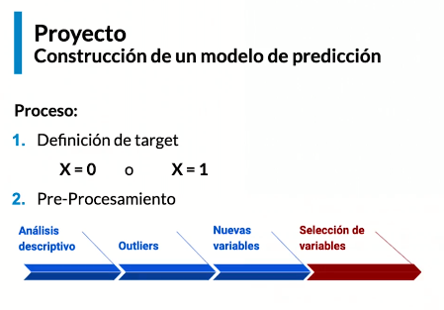 Proyecto
Construcción de un modelo de predicción
Proceso:
1. Definición de target
X = 0 o X = 1
2. Pre-Procesamiento
Análisis descriptivo
Outliers
Nuevas variables
Selección de variables